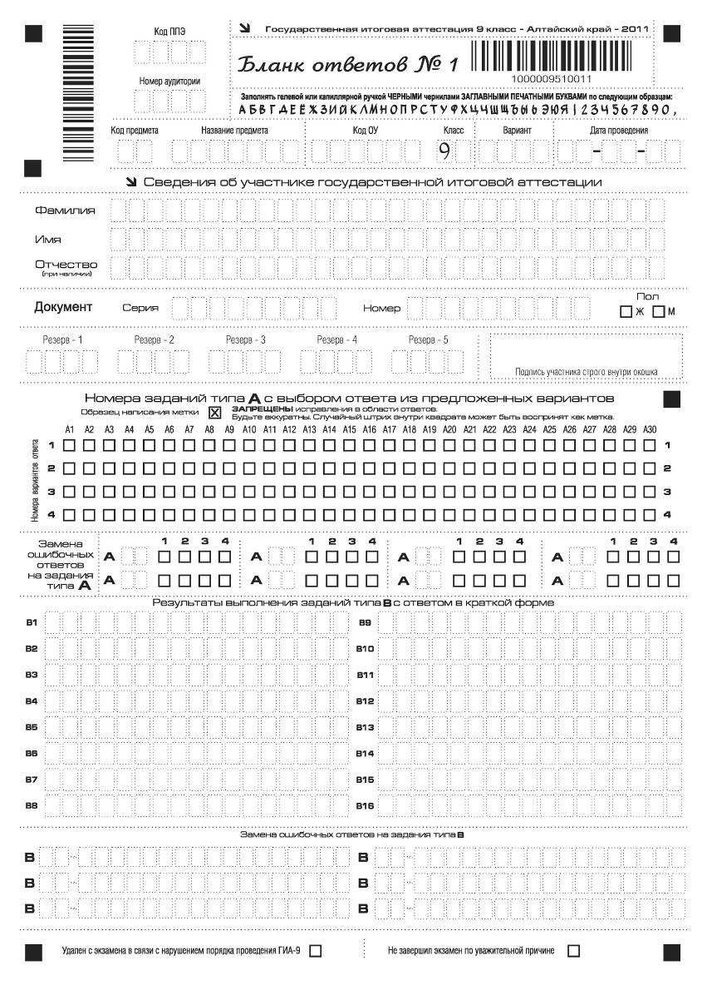 Код ППЭ
Государственная итоговая аттестация 9 класс - Алтайский край - 2011
Бланк ответов № 1
1000009510011
Номер аудитории
Заполнять гелевой или капиллярной ручкой ЧЕРНЫМИ чернилами ЗАГЛАВНЫМИ ПЕЧАТНЫМИ БУКВАМИ по следующим образцам:
АБВГДЕЁЖЗИЙКЛМНОПРСТУФХЦЧШЩЪЫЬЭЮЯ1234567890,
Код предмета Название предмета Код ОУ Класс Вариант Дата проведения
9 - -
Сведения об участнике государственной итоговой аттестации
Фамилия
Имя
Отчество
(при наличии)
Документ Серия Номер Пол
Ж М
Резерв - 1 Резерв - 2 Резерв - 3 Резерв - 4 Резерв - 5
Подпись участника строго внутри окошка
Номера заданий типа А с выбором ответа из предложенных вариантов
Образец написания метки X ЗАПРЕЩЕНЫ исправления в области ответов.
Будьте аккуратны. Случайный штрих внутри квадрата может быть воспринят как метка.
A1 A2 A3 A4 A5 A6 A7 A8 A9 A10 A11 A12 A13 A14 A15 A16 A17 A18 A19 A20 A21 A22 A23 A24 A25 A26 A27 A28 A29 A30
Номера вариантов ответа
1 1
2 2
3 3
4 4
Замена ошибочных ответов на задания типа А
1 2 3 4 1 2 3 4 1 2 3 4 1 2 3 4
А А А А
А А А А
Результаты выполнения заданий типа В с ответом в краткой форме
B1 B9
B2 B10
B3 B11
B4 B12
B5 B13
B6 B14
B7 B15
B8 B16
Замена ошибочных ответов на задания типа В
В - В -
В - В -
В - В -
Удален с экзамена в связи с нарушением порядка проведения ГИА-9 Не завершил экзамен по уважительной причине